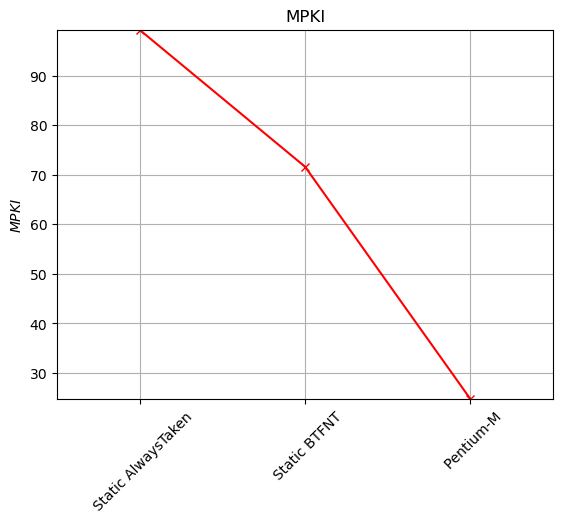 MPKI
MPKI
90
80
70
60
50
40
30
Static AlwaysTaken
Static BTFNT
Pentium-M